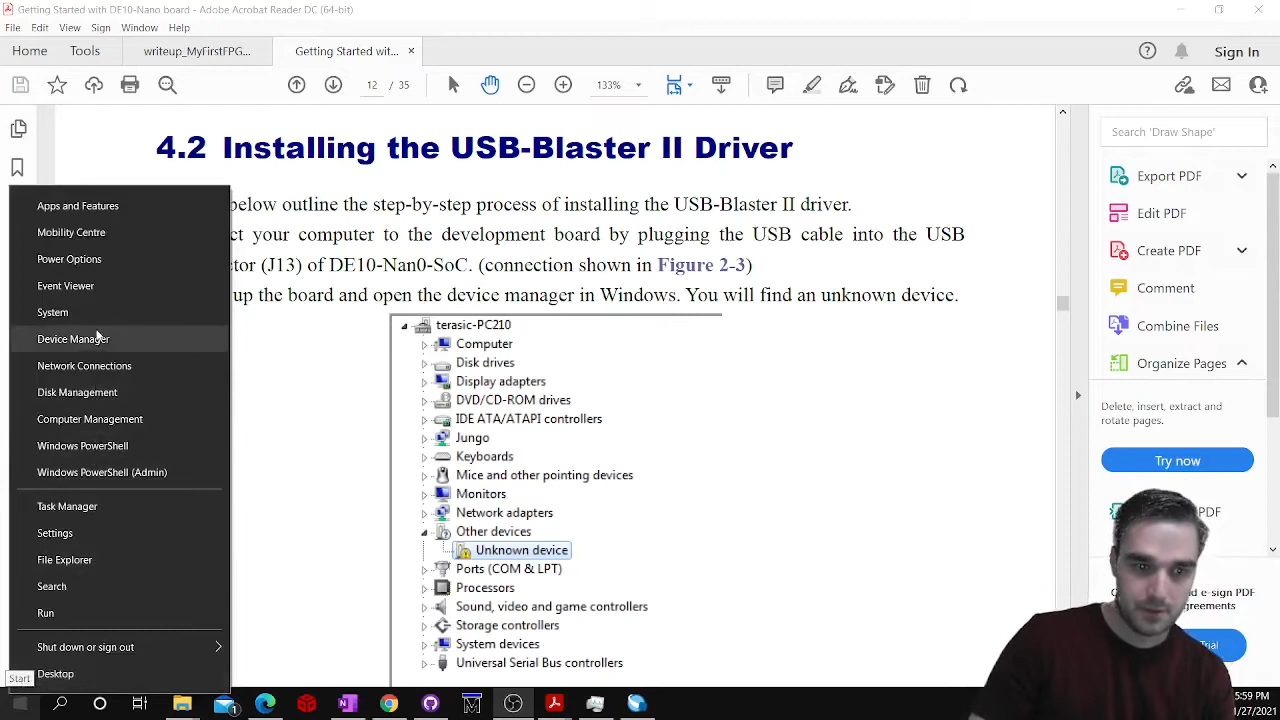 Getting Started with DE10-Nano board - Adobe Acrobat Reader DC (64-bit)
File Edit View Sign Window Help
Home Tools writeup_MyFirstFPG... Getting Started wit... × Sign In
12 / 35 133%
4.2 Installing the USB-Blaster II Driver
Search 'Draw Shape'
Export PDF
Edit PDF
Create PDF
Comment
Combine Files
Organize Pages
Delete, insert, extract and
rotate pages.
Try now
PDF
e-sign PDF
agreements
Trial
below outline the step-by-step process of installing the USB-Blaster II driver.
ct your computer to the development board by plugging the USB cable into the USB
tor (J13) of DE10-Nan0-SoC. (connection shown in Figure 2-3)
up the board and open the device manager in Windows. You will find an unknown device.
terasic-PC210
Computer
Disk drives
Display adapters
DVD/CD-ROM drives
IDE ATA/ATAPI controllers
Jungo
Keyboards
Mice and other pointing devices
Monitors
Network adapters
Other devices
Unknown device
Ports (COM & LPT)
Processors
Sound, video and game controllers
Storage controllers
System devices
Universal Serial Bus controllers
Apps and Features
Mobility Centre
Power Options
Event Viewer
System
Device Manager
Network Connections
Disk Management
Computer Management
Windows PowerShell
Windows PowerShell (Admin)
Task Manager
Settings
File Explorer
Search
Run
Shut down or sign out
Desktop
Start
5:59 PM
1/27/2021